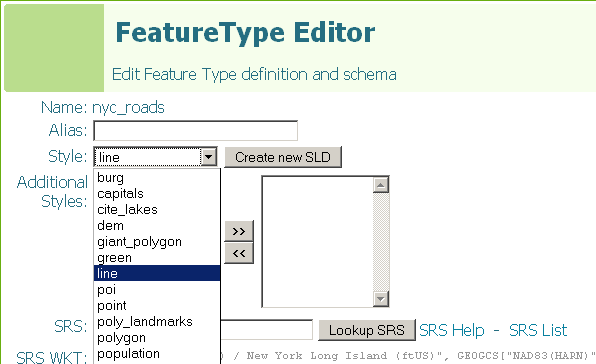 FeatureType Editor
Edit Feature Type definition and schema
Name: nyc_roads
Alias:
Style: line Create new SLD
Additional
Styles:
burg
capitals
cite_lakes
dem
giant_polygon
green
line
poi
point
poly_landmarks
polygon
population
>>
<<
SRS: Lookup SRS SRS Help - SRS List
SRS WKT: ) / New York Long Island (ftUS)", GEOGCS["NAD83(HARN)"